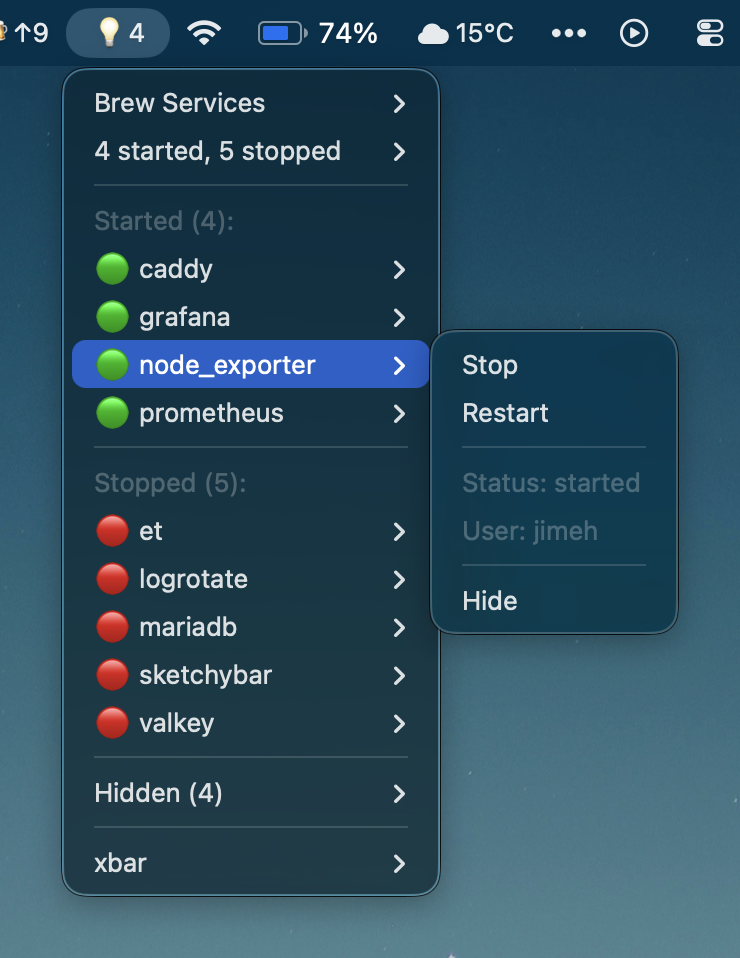 ↑9 4 74% 15°C
Brew Services
4 started, 5 stopped
Started (4):
caddy
grafana
node_exporter
prometheus
Stopped (5):
et
logrotate
mariadb
sketchybar
valkey
Hidden (4)
xbar
Stop
Restart
Status: started
User: jimeh
Hide